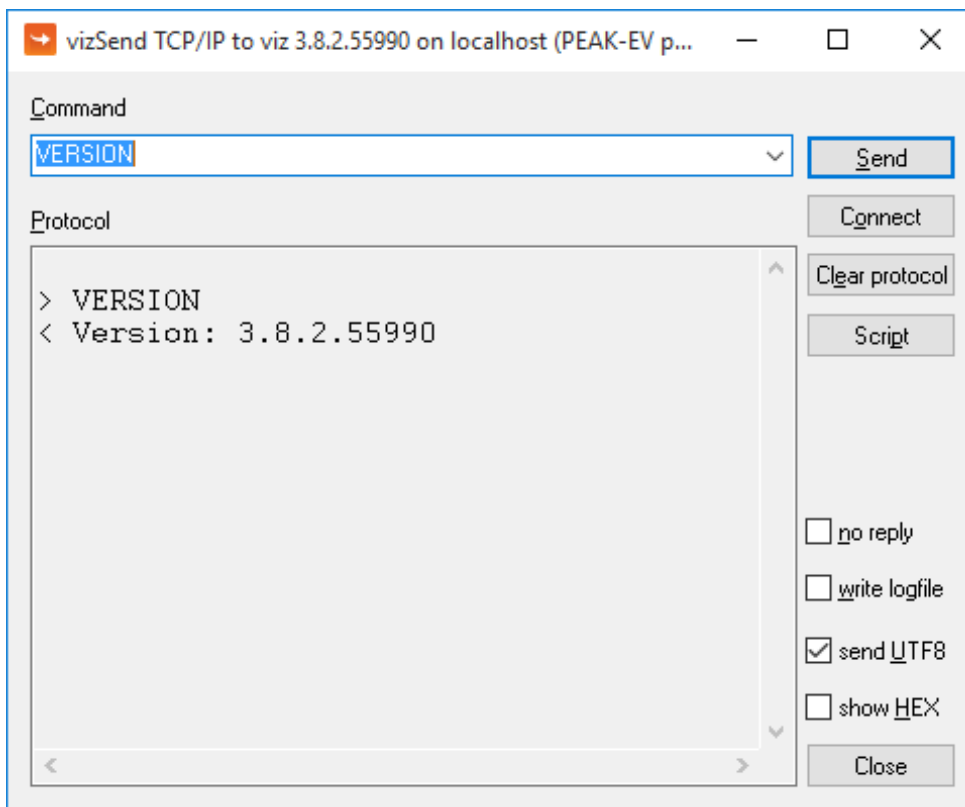 vizSend TCP/IP to viz 3.8.2.55990 on localhost (PEAK-EV p...
Command
VERSION
Send
Protocol
Connect
> VERSION
< Version: 3.8.2.55990
Clear protocol
Script
no reply
write logfile
send UTF8
show HEX
Close